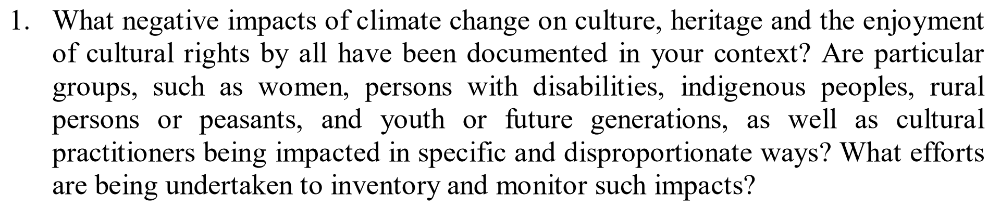 1. What negative impacts of climate change on culture, heritage and the enjoyment
of cultural rights by all have been documented in your context? Are particular
groups, such as women, persons with disabilities, indigenous peoples, rural
persons or peasants, and youth or future generations, as well as cultural
practitioners being impacted in specific and disproportionate ways? What efforts
are being undertaken to inventory and monitor such impacts?